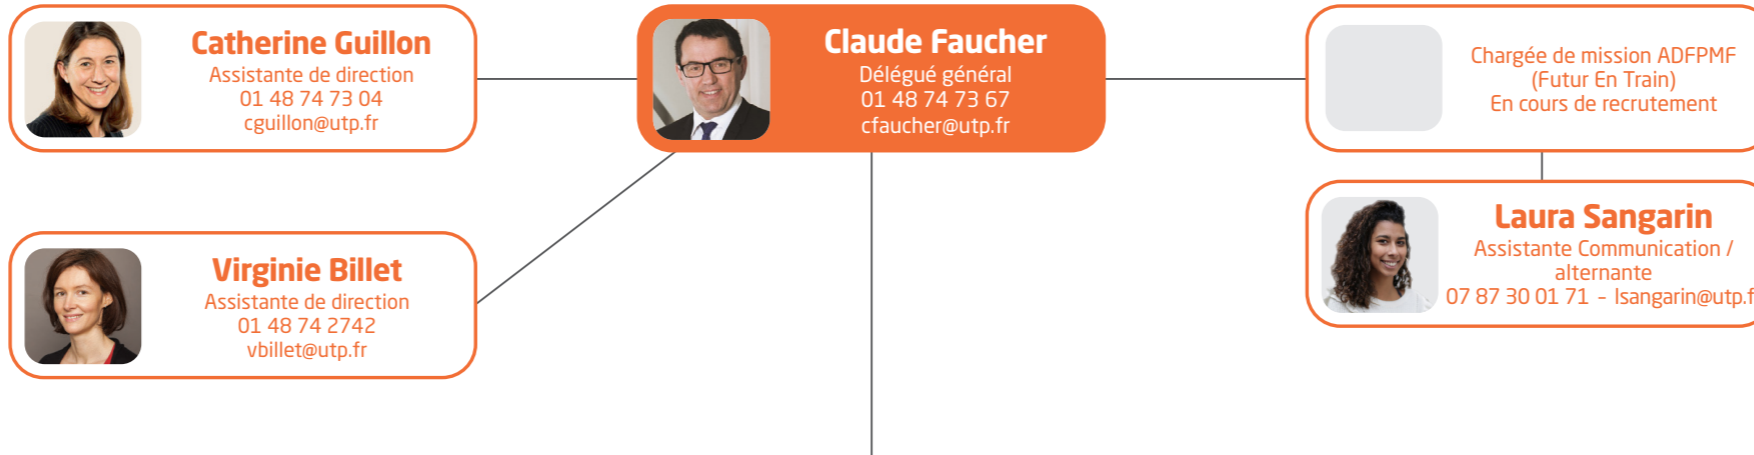 Catherine Guillon
Assistante de direction
01 48 74 73 04
cguillon@utp.fr
Claude Faucher
Délégué général
01 48 74 73 67
cfaucher@utp.fr
Chargée de mission ADFPMF
(Futur En Train)
En cours de recrutement
Virginie Billet
Assistante de direction
01 48 74 2742
vbillet@utp.fr
Laura Sangarin
Assistante Communication /
alternante
07 87 30 01 71 - lsangarin@utp.f